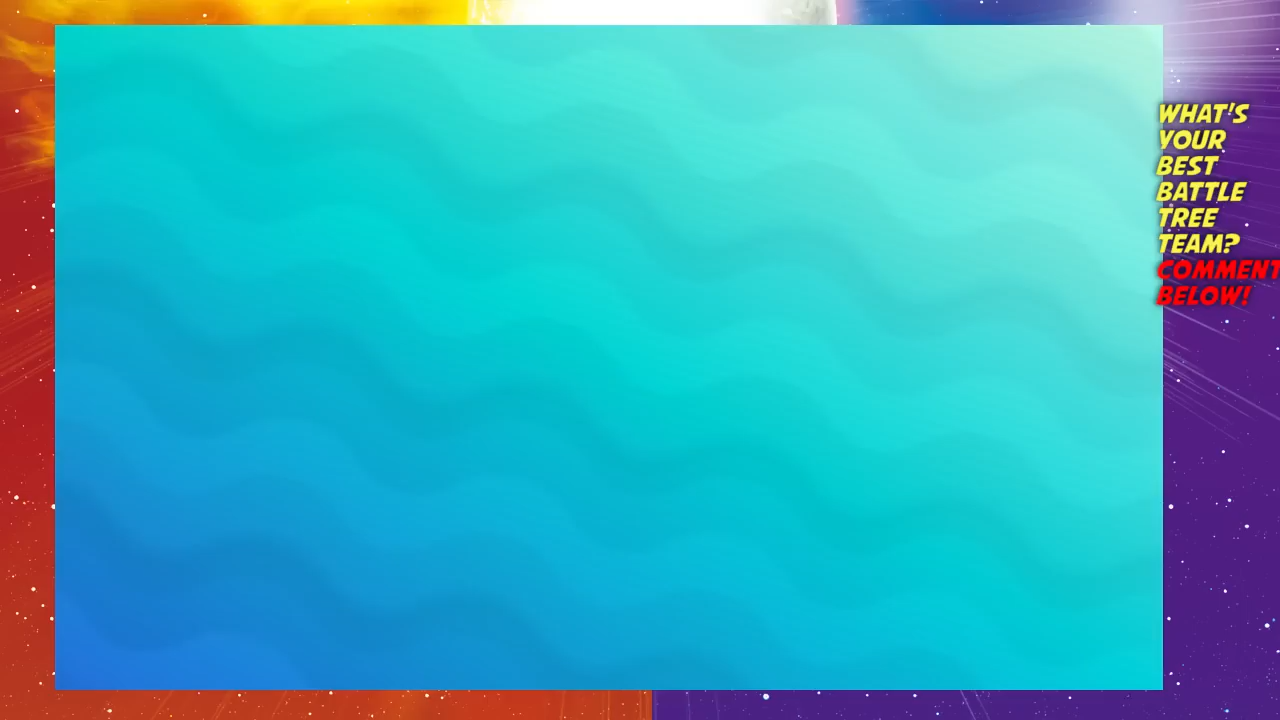 WHAT'S
YOUR
BEST
BATTLE
TREE
TEAM?
COMMENT
BELOW!